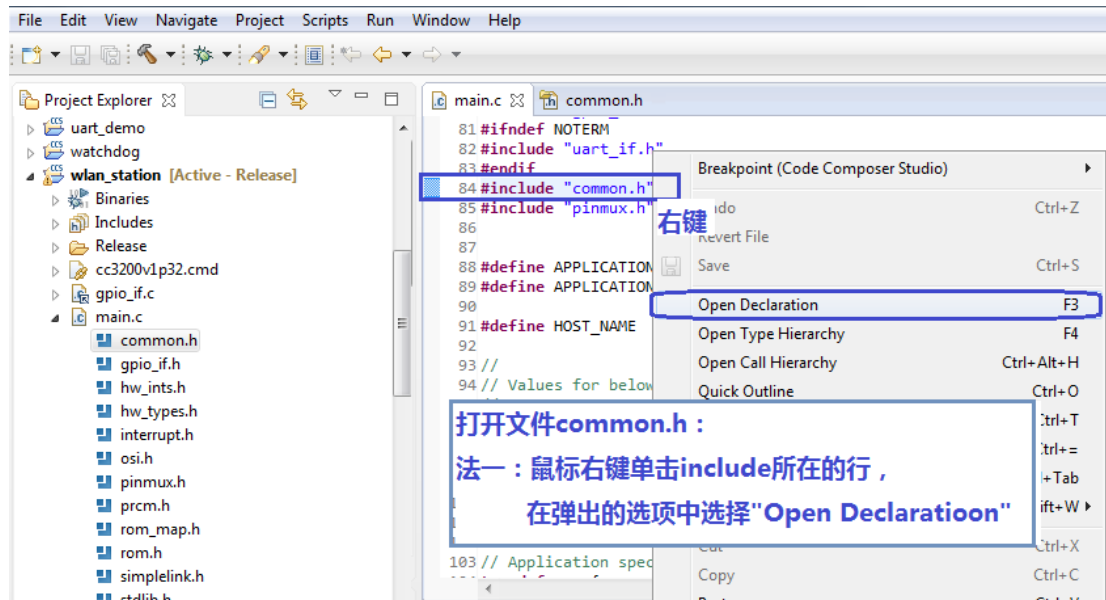 File Edit View Navigate Project Scripts Run Window Help
Project Explorer
main.c common.h
uart_demo
watchdog
wlan_station [Active - Release]
Binaries
Includes
Release
cc3200v1p32.cmd
gpio_if.c
main.c
common.h
gpio_if.h
hw_ints.h
hw_types.h
interrupt.h
osi.h
pinmux.h
prcm.h
rom_map.h
rom.h
simplelink.h
stdlib.h
81 #ifndef NOTERM
82 #include "uart_if.h"
83 #endif
84 #include "common.h"
85 #include "pinmux.h"
86
87
88 #define APPLICATION
89 #define APPLICATION
90
91 #define HOST_NAME
92
93 //
94 // Values for below
103 // Application spec
右键
Breakpoint (Code Composer Studio)
Ctrl+Z
Revert File
Save Ctrl+S
Open Declaration F3
Open Type Hierarchy F4
Open Call Hierarchy Ctrl+Alt+H
Quick Outline Ctrl+O
Ctrl+T
Ctrl+=
+Tab
ift+W
Cut Ctrl+X
Copy Ctrl+C
打开文件common.h：
法一：鼠标右键单击include所在的行，
在弹出的选项中选择"Open Declaratioon"